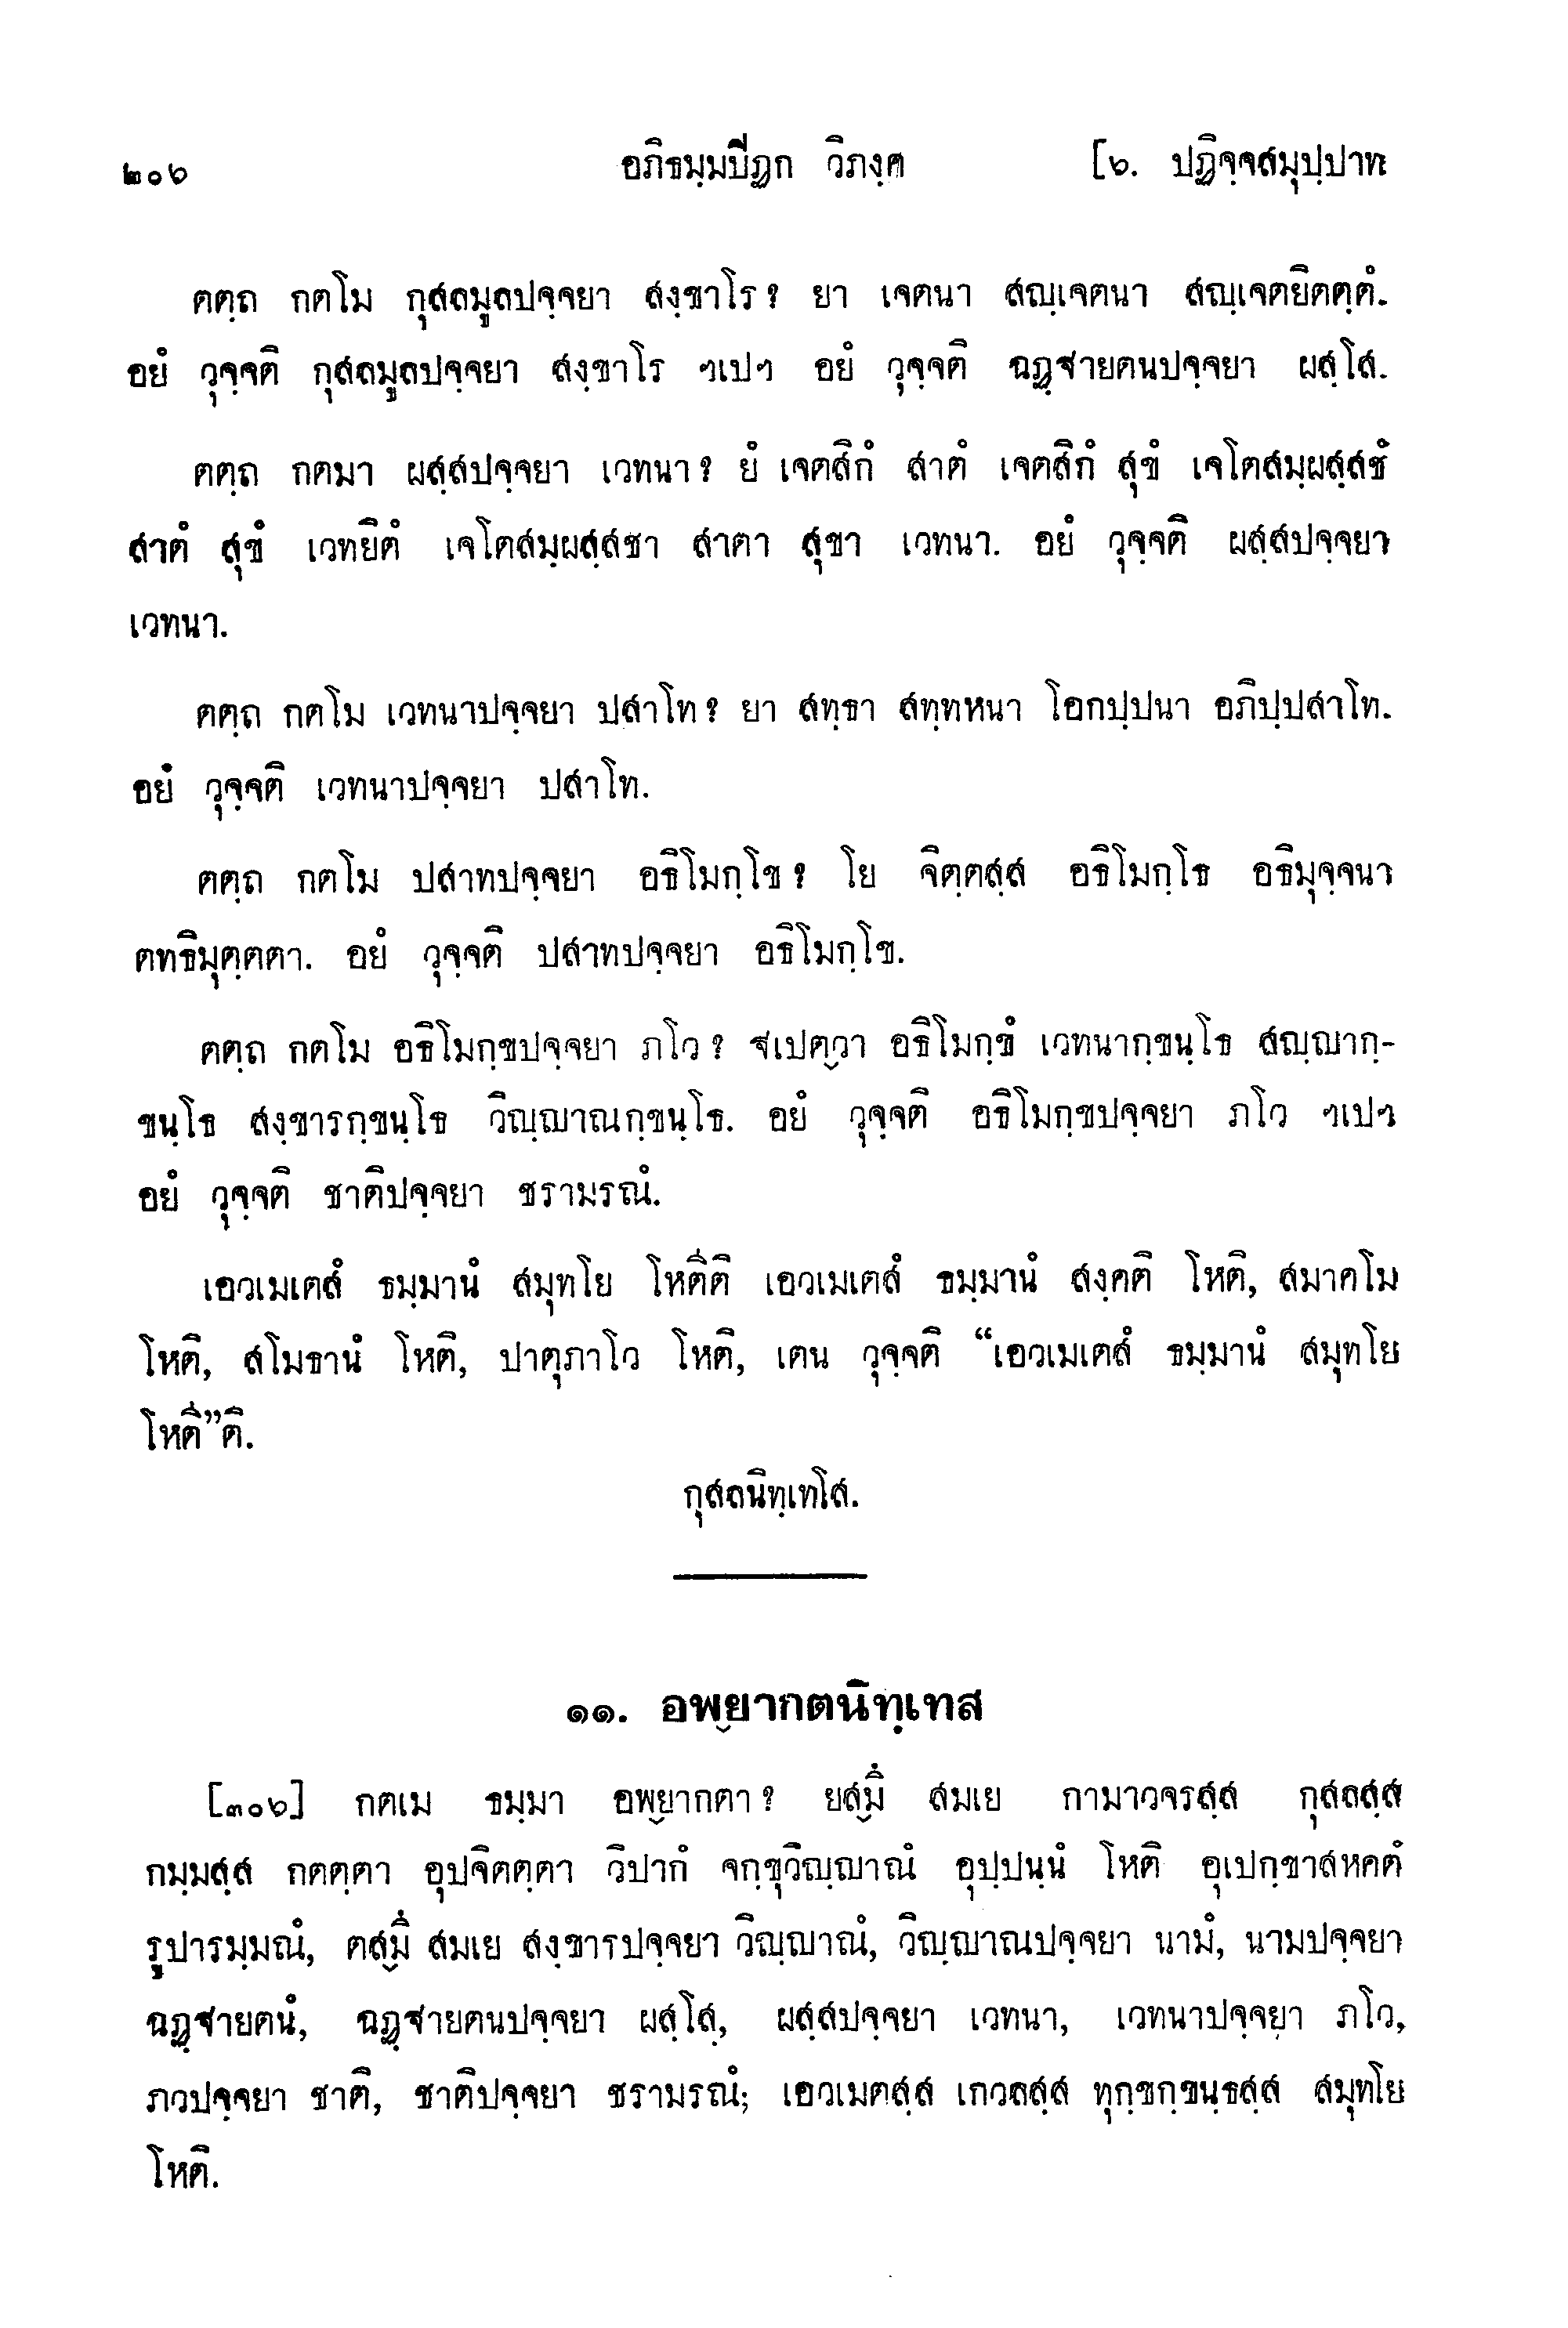 ๒๐๖ อภิธมฺมปิฏก วิภงฺค [๖. ปฏิจฺจสมุปฺปาท
ตตฺถ กตโม กุสลมูลปจฺจยา สงฺขาโร? ยา เจตนา สญฺเจตนา สญฺเจตยิตตฺตํ.
อยํ วุจฺจติ กุสลมูลปจฺจยา สงฺขาโร ฯเปฯ อยํ วุจฺจติ ฉฏฺฐายตนปจฺจยา ผสฺโส.
ตตฺถ กตมา ผสฺสปจฺจยา เวทนา? ยํ เจตสิกํ สาตํ เจตสิกํ สุขํ เจโตสมฺผสฺสชํ
สาตํ สุขํ เวทยิตํ เจโตสมฺผสฺสชา สาตา สุขา เวทนา. อยํ วุจฺจติ ผสฺสปจฺจยา
เวทนา.
ตตฺถ กตโม เวทนาปจฺจยา ปสาโท? ยา สทฺธา สทฺทหนา โอกปฺปนา อภิปฺปสาโท.
อยํ วุจฺจติ เวทนาปจฺจยา ปสาโท.
ตตฺถ กตโม ปสาทปจฺจยา อธิโมกฺโข? โย จิตฺตสฺส อธิโมกฺโธ อธิมุจฺจนา
ตทธิมุตฺตตา. อยํ วุจฺจติ ปสาทปจฺจยา อธิโมกฺโข.
ตตฺถ กตโม อธิโมกฺขปจฺจยา ภโว? ฐเปตฺวา อธิโมกฺขํ เวทนากฺขนฺโธ สญฺญากฺ-
ขนฺโธ สงฺขารกฺขนฺโธ วิญฺญาณกฺขนฺโธ. อยํ วุจฺจติ อธิโมกฺขปจฺจยา ภโว ฯเปฯ
อยํ วุจฺจติ ชาติปจฺจยา ชรามรณํ.
เอวเมเตสํ ธมฺมานํ สมุทโย โหตีติ เอวเมเตสํ ธมฺมานํ สงฺคติ โหติ, สมาคโม
โหติ, สโมธานํ โหติ, ปาตุภาโว โหติ, เตน วุจฺจติ “เอวเมเตสํ ธมฺมานํ สมุทโย
โหตี”ติ.
กุสลนิทฺเทโส.
๑๑. อพฺยากตนิทฺเทส
[๓๐๖] กตเม ธมฺมา อพฺยากตา? ยสฺมึ สมเย กามาวจรสฺส กุสลสฺส
กมฺมสฺส กตตฺตา อุปจิตตฺตา วิปากํ จกฺขุวิญฺญาณํ อุปฺปนฺนํ โหติ อุเปกฺขาสหคตํ
รูปารมฺมณํ, ตสฺมึ สมเย สงฺขารปจฺจยา วิญฺญาณํ, วิญฺญาณปจฺจยา นามํ, นามปจฺจยา
ฉฏฺฐายตนํ, ฉฏฺฐายตนปจฺจยา ผสฺโสฺ, ผสฺสปจฺจยา เวทนา, เวทนาปจฺจยา ภโว,
ภวปจฺจยา ชาติ, ชาติปจฺจยา ชรามรณํ; เอวเมตสฺส เกวลสฺส ทุกฺขกฺขนฺธสฺส สมุทโย
โหติ.